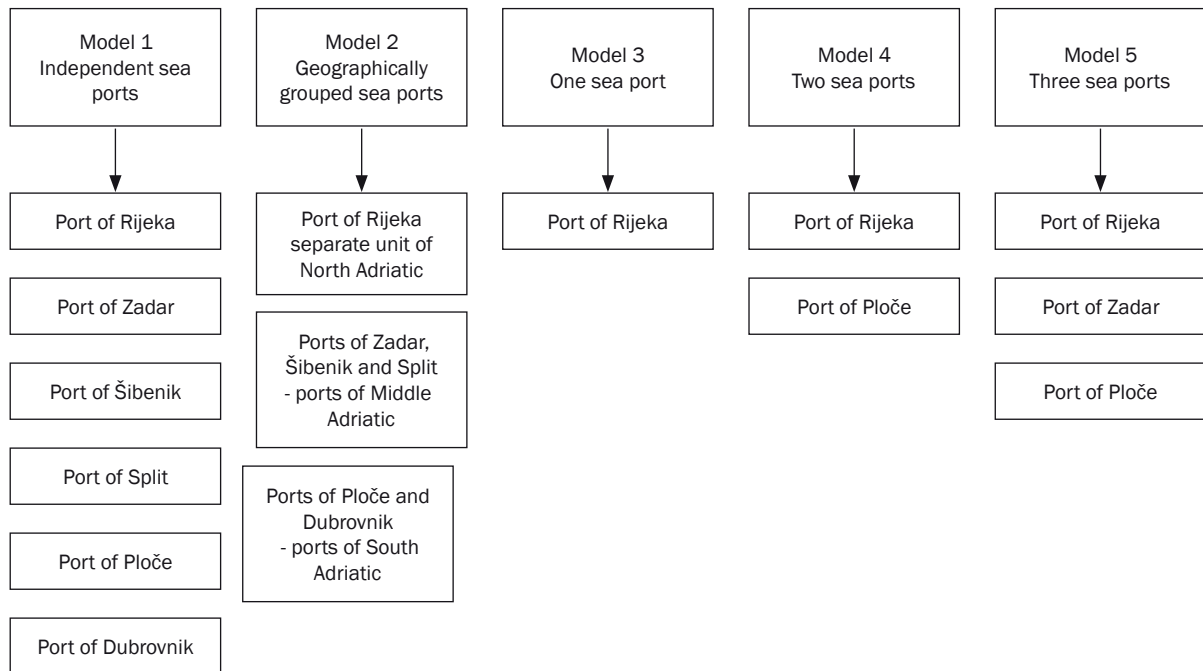 Model 1
Independent sea
ports
Model 2
Geographically
grouped sea ports
Model 3
One sea port
Model 4
Two sea ports
Model 5
Three sea ports
Port of Rijeka
Port of Zadar
Port of Šibenik
Port of Split
Port of Ploče
Port of Dubrovnik
Port of Rijeka
separate unit of
North Adriatic
Ports of Zadar,
Šibenik and Split
- ports of Middle
Adriatic
Ports of Ploče and
Dubrovnik
- ports of South
Adriatic
Port of Rijeka
Port of Rijeka
Port of Ploče
Port of Rijeka
Port of Zadar
Port of Ploče